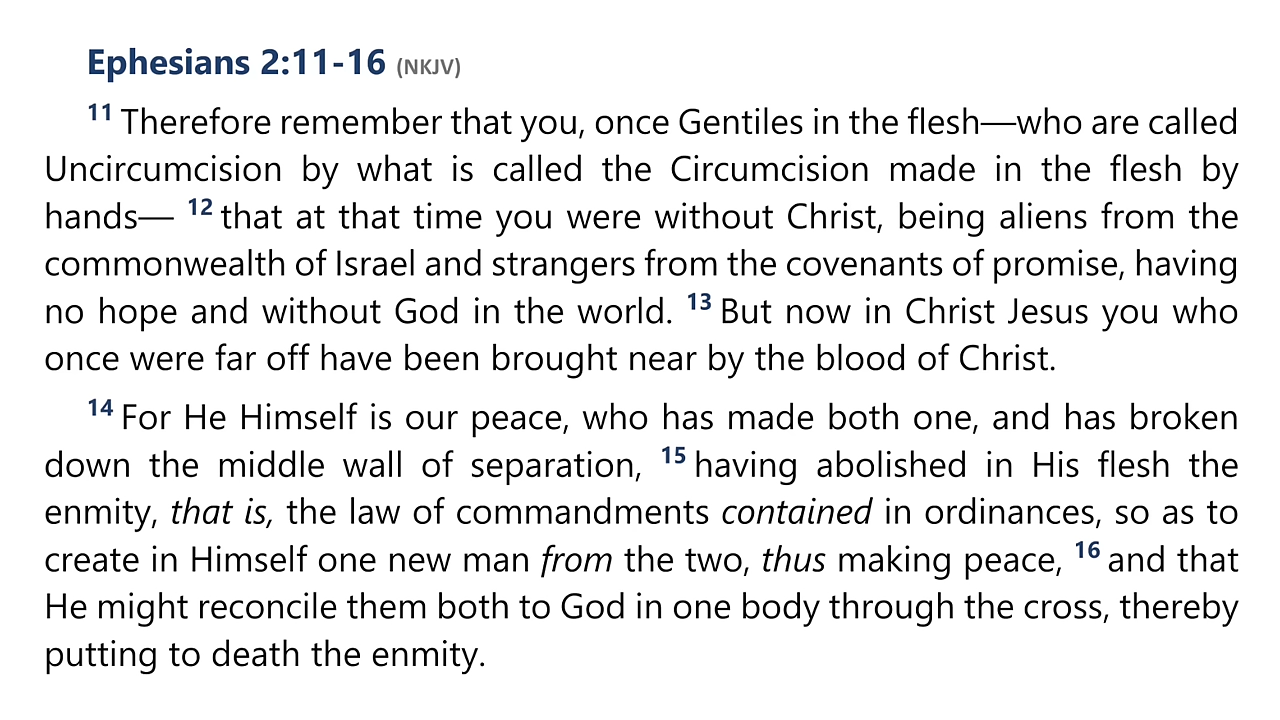 Ephesians 2:11-16 (NKJV)
11 Therefore remember that you, once Gentiles in the flesh—who are called
Uncircumcision by what is called the Circumcision made in the flesh by
hands— 12 that at that time you were without Christ, being aliens from the
commonwealth of Israel and strangers from the covenants of promise, having
no hope and without God in the world. 13 But now in Christ Jesus you who
once were far off have been brought near by the blood of Christ.
14 For He Himself is our peace, who has made both one, and has broken
down the middle wall of separation, 15 having abolished in His flesh the
enmity, that is, the law of commandments contained in ordinances, so as to
create in Himself one new man from the two, thus making peace, 16 and that
He might reconcile them both to God in one body through the cross, thereby
putting to death the enmity.